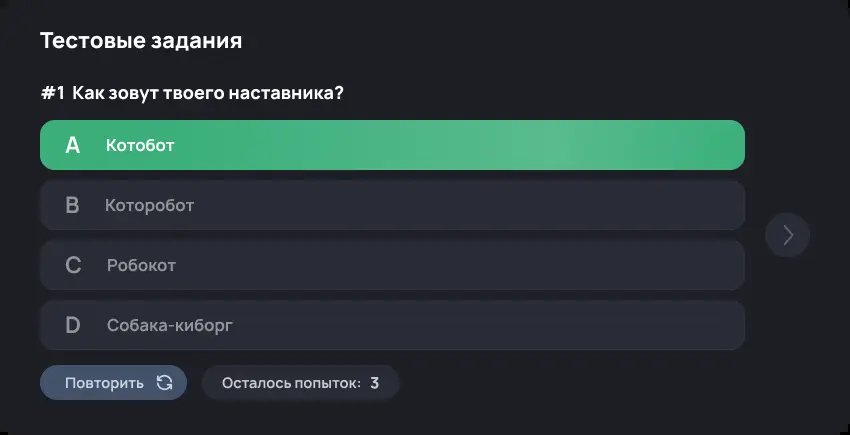 Тестовые задания
#1 Как зовут твоего наставника?
A Котобот
B Которобот
C Робокот
D Собака-киборг
Повторить Осталось попыток: 3